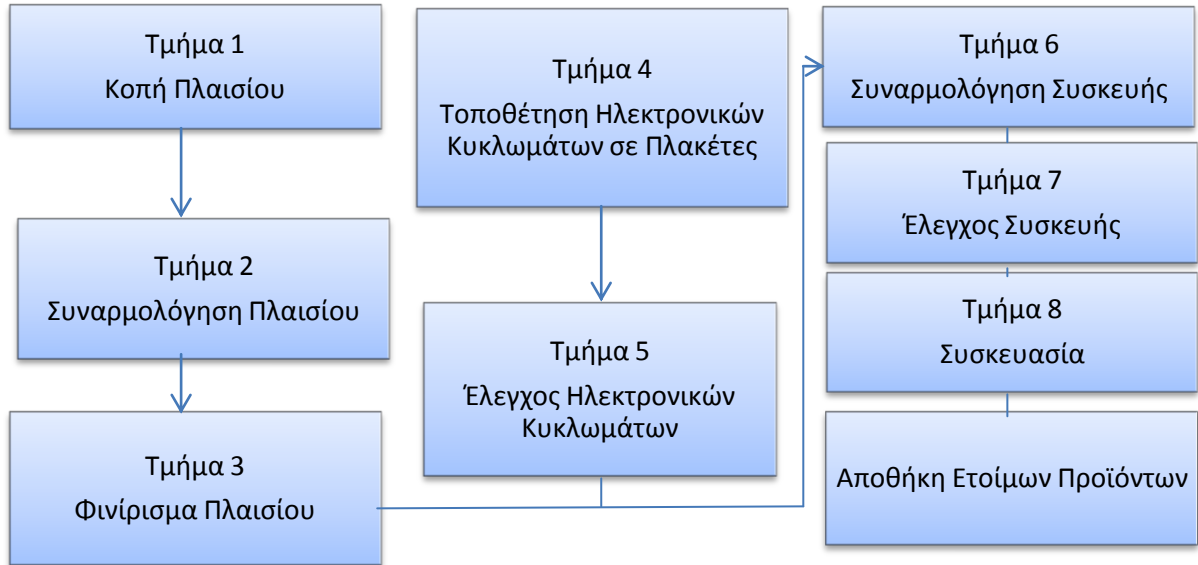 Τμήμα 1
Κοπή Πλαισίου
Τμήμα 2
Συναρμολόγηση Πλαισίου
Τμήμα 3
Φινίρισμα Πλαισίου
Τμήμα 4
Τοποθέτηση Ηλεκτρονικών
Κυκλωμάτων σε Πλακέτες
Τμήμα 5
Έλεγχος Ηλεκτρονικών
Κυκλωμάτων
Τμήμα 6
Συναρμολόγηση Συσκευής
Τμήμα 7
Έλεγχος Συσκευής
Τμήμα 8
Συσκευασία
Αποθήκη Ετοίμων Προϊόντων